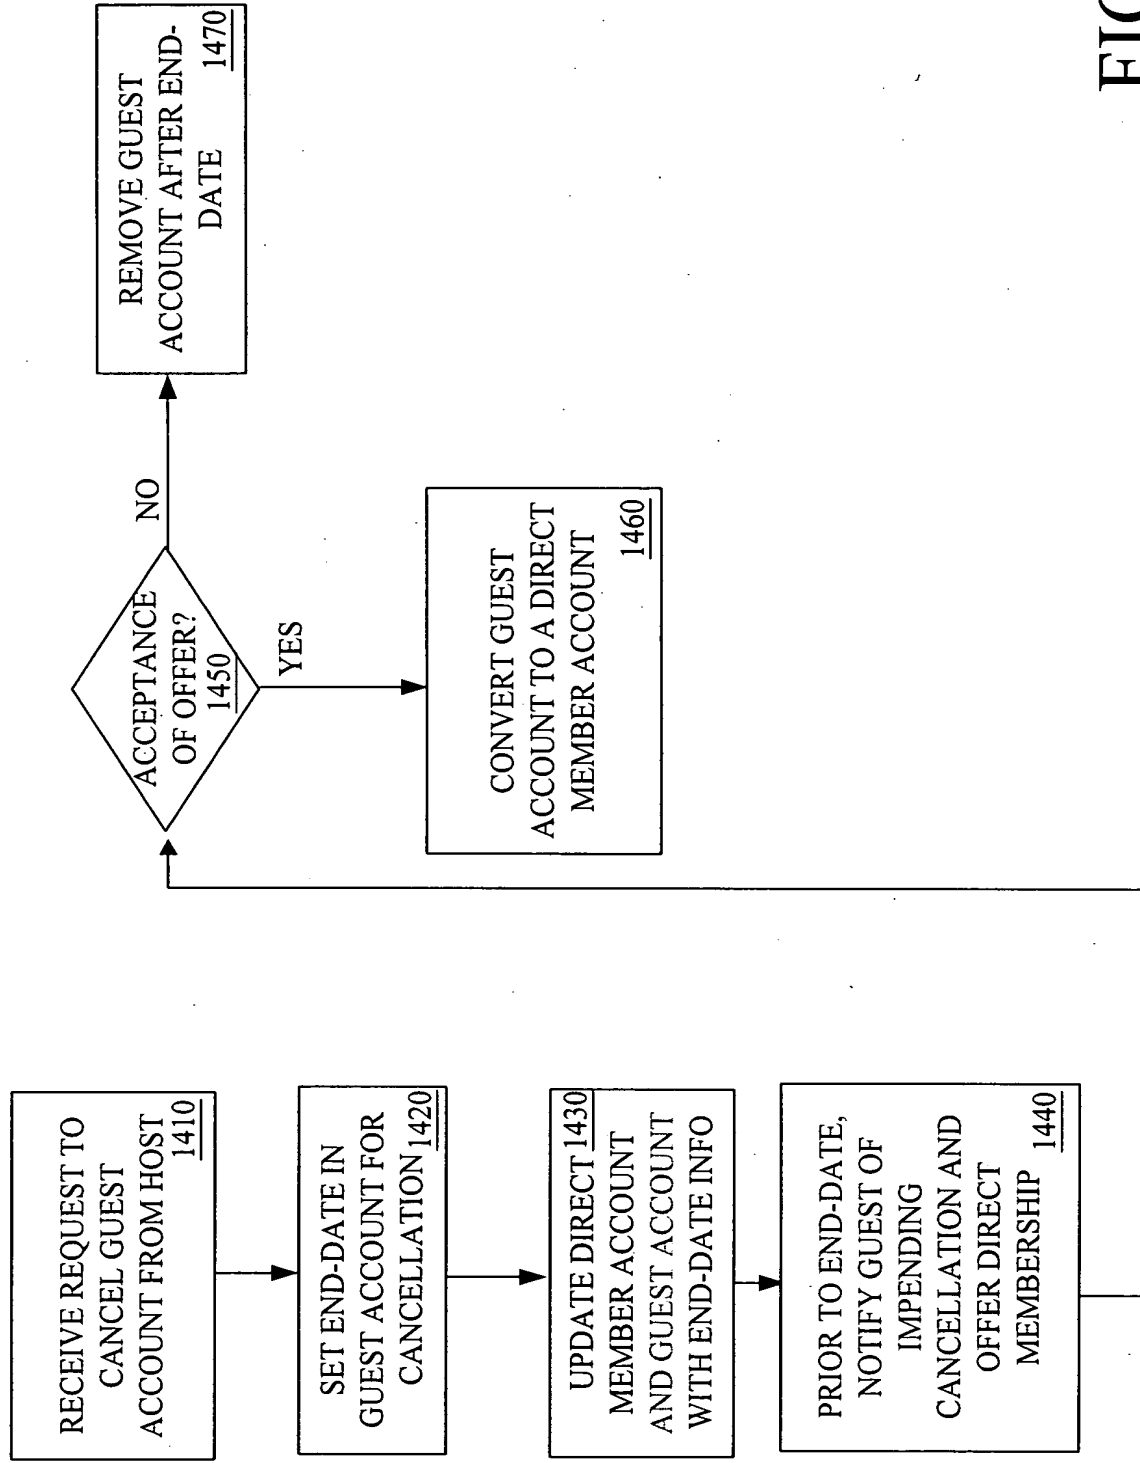 RECEIVE REQUEST TO
CANCEL GUEST
ACCOUNT FROM HOST
1410
SET END-DATE IN
GUEST ACCOUNT FOR
CANCELLATION 1420
UPDATE DIRECT 1430
MEMBER ACCOUNT
AND GUEST ACCOUNT
WITH END-DATE INFO
PRIOR TO END-DATE,
NOTIFY GUEST OF
IMPENDING
CANCELLATION AND
OFFER DIRECT
MEMBERSHIP 1440
ACCEPTANCE
OF OFFER?
1450
NO
YES
CONVERT GUEST
ACCOUNT TO A DIRECT
MEMBER ACCOUNT
1460
REMOVE GUEST
ACCOUNT AFTER END-
DATE 1470